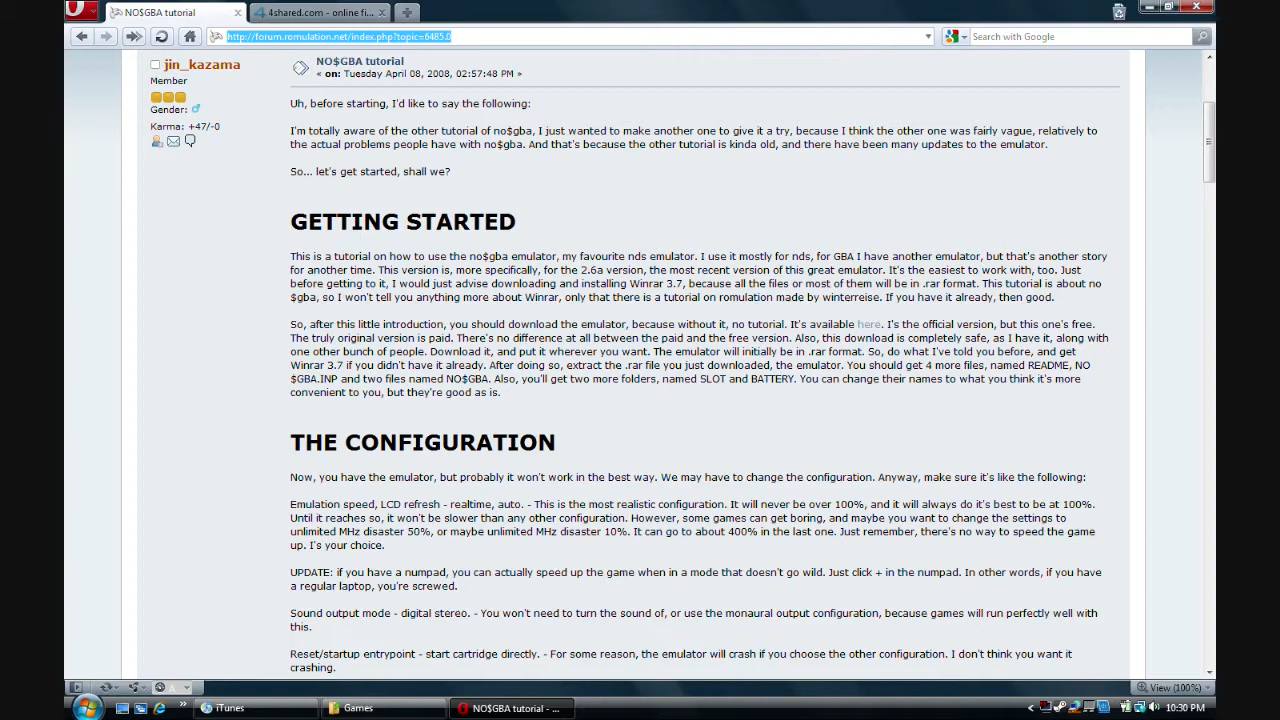 NO$GBA tutorial
4shared.com - online fi...
http://forum.romulation.net/index.php?topic=6485.0
Search with Google
jin_kazama
Member
Gender:
Karma: +47/-0
NO$GBA tutorial
« on: Tuesday April 08, 2008, 02:57:48 PM »
Uh, before starting, I'd like to say the following:
I'm totally aware of the other tutorial of no$gba, I just wanted to make another one to give it a try, because I think the other one was fairly vague, relatively to
the actual problems people have with no$gba. And that's because the other tutorial is kinda old, and there have been many updates to the emulator.
So... let's get started, shall we?
GETTING STARTED
This is a tutorial on how to use the no$gba emulator, my favourite nds emulator. I use it mostly for nds, for GBA I have another emulator, but that's another story
for another time. This version is, more specifically, for the 2.6a version, the most recent version of this great emulator. It's the easiest to work with, too. Just
before getting to it, I would just advise downloading and installing Winrar 3.7, because all the files or most of them will be in .rar format. This tutorial is about no
$gba, so I won't tell you anything more about Winrar, only that there is a tutorial on romulation made by winterreise. If you have it already, then good.
So, after this little introduction, you should download the emulator, because without it, no tutorial. It's available here. I's the official version, but this one's free.
The truly original version is paid. There's no difference at all between the paid and the free version. Also, this download is completely safe, as I have it, along with
one other bunch of people. Download it, and put it wherever you want. The emulator will initially be in .rar format. So, do what I've told you before, and get
Winrar 3.7 if you didn't have it already. After doing so, extract the .rar file you just downloaded, the emulator. You should get 4 more files, named README, NO
$GBA.INP and two files named NO$GBA. Also, you'll get two more folders, named SLOT and BATTERY. You can change their names to what you think it's more
convenient to you, but they're good as is.
THE CONFIGURATION
Now, you have the emulator, but probably it won't work in the best way. We may have to change the configuration. Anyway, make sure it's like the following:
Emulation speed, LCD refresh - realtime, auto. - This is the most realistic configuration. It will never be over 100%, and it will always do it's best to be at 100%.
Until it reaches so, it won't be slower than any other configuration. However, some games can get boring, and maybe you want to change the settings to
unlimited MHz disaster 50%, or maybe unlimited MHz disaster 10%. It can go to about 400% in the last one. Just remember, there's no way to speed the game
up. I's your choice.
UPDATE: if you have a numpad, you can actually speed up the game when in a mode that doesn't go wild. Just click + in the numpad. In other words, if you have
a regular laptop, you're screwed.
Sound output mode - digital stereo. - You won't need to turn the sound of, or use the monaural output configuration, because games will run perfectly well with
this.
Reset/startup entrypoint - start cartridge directly. - For some reason, the emulator will crash if you choose the other configuration. I don't think you want it
crashing.
View (100%)
iTunes
Games
NO$GBA tutorial - ...
10:30 PM